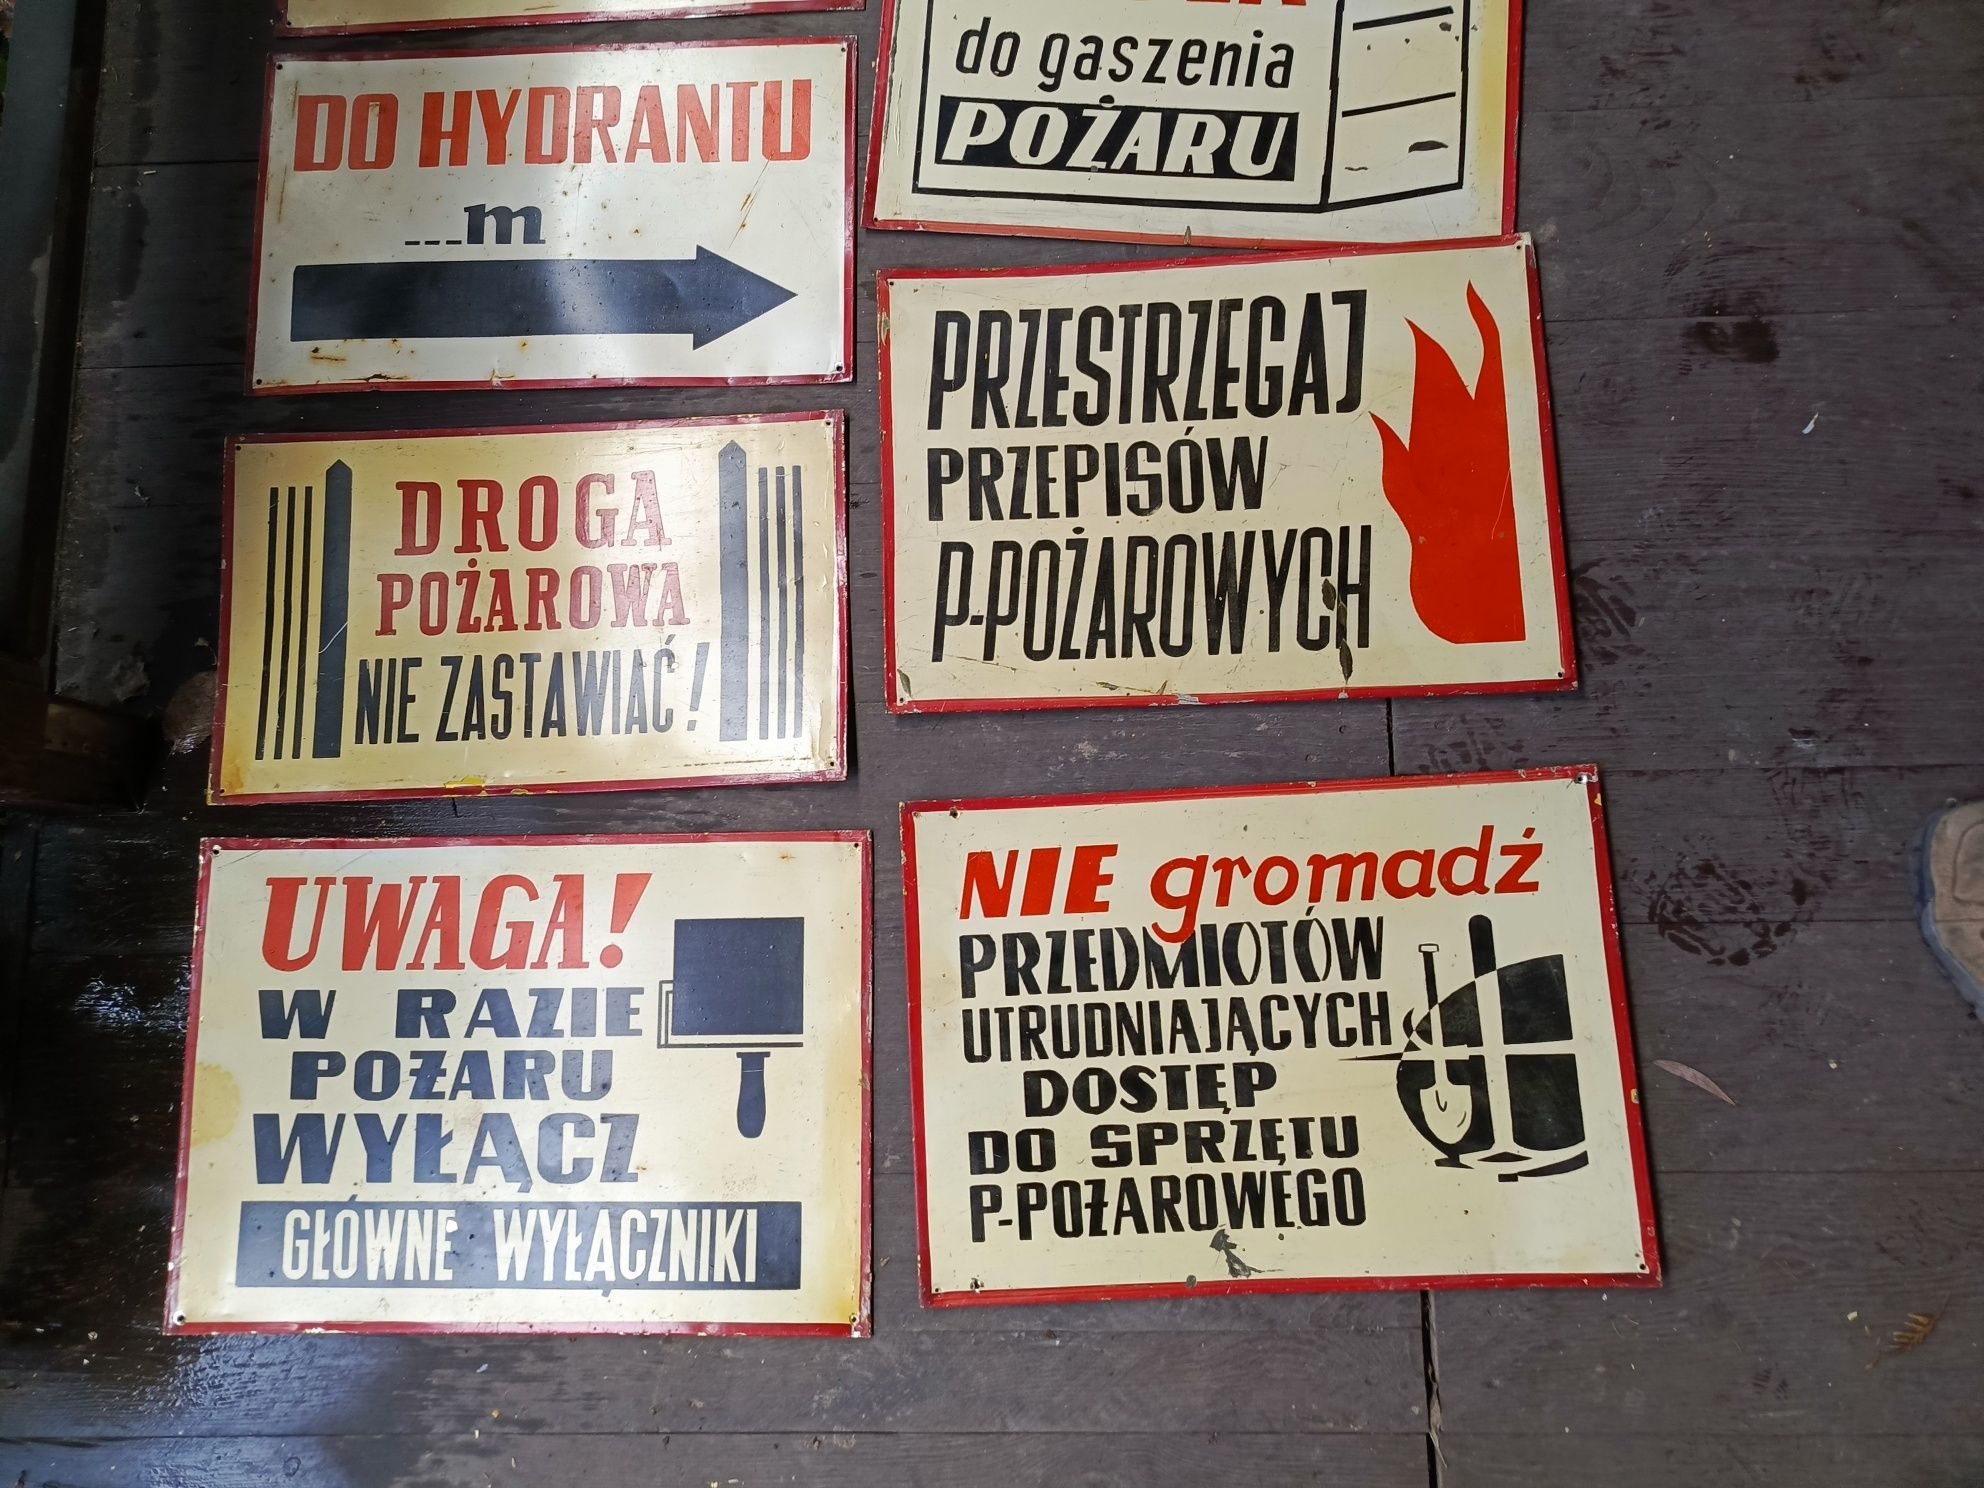 DO HYDRANTU
---m
DROGA
POŻAROWA
NIE ZASTAWIAĆ!
UWAGA!
W RAZIE
POŻARU
WYŁĄCZ
GŁÓWNE WYŁĄCZNIKI
do gaszenia
POŻARU
PRZESTRZEGAJ
PRZEPISÓW
P-POŻAROWYCH
NIE gromadź
PRZEDMIOTÓW
UTRUDNIAJĄCYCH
DOSTĘP
DO SPRZĘTU
P-POŻAROWEGO